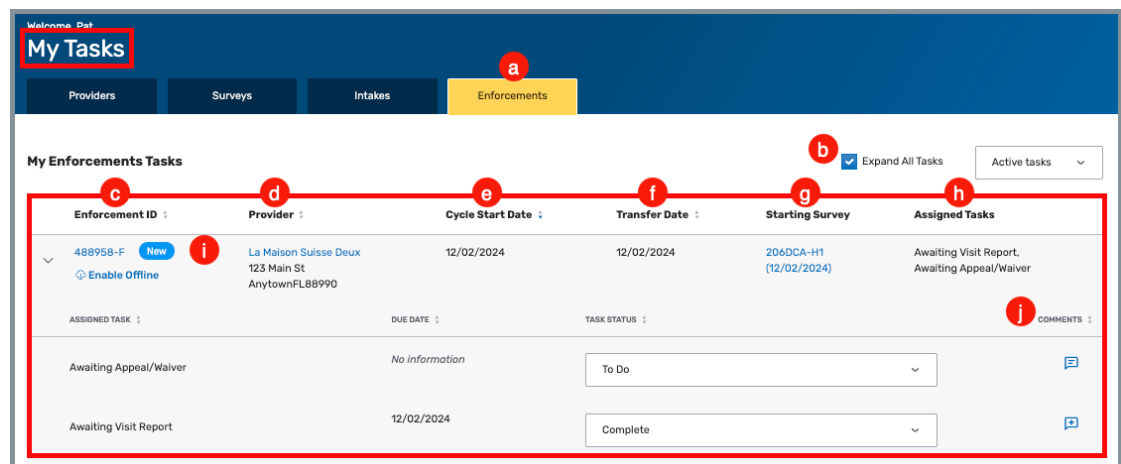 Welcome, Pat
My Tasks
a
Providers Surveys Intakes Enforcements
My Enforcements Tasks b Expand All Tasks Active tasks
c d e f g h
Enforcement ID Provider Cycle Start Date Transfer Date Starting Survey Assigned Tasks
488958-F New i La Maison Suisse Deux 12/02/2024 12/02/2024 206DCA-H1 Awaiting Visit Report,
Enable Offline 123 Main St (12/02/2024) Awaiting Appeal/Waiver
AnytownFL88990
ASSIGNED TASK DUE DATE TASK STATUS j COMMENTS
Awaiting Appeal/Waiver No information To Do
Awaiting Visit Report 12/02/2024 Complete